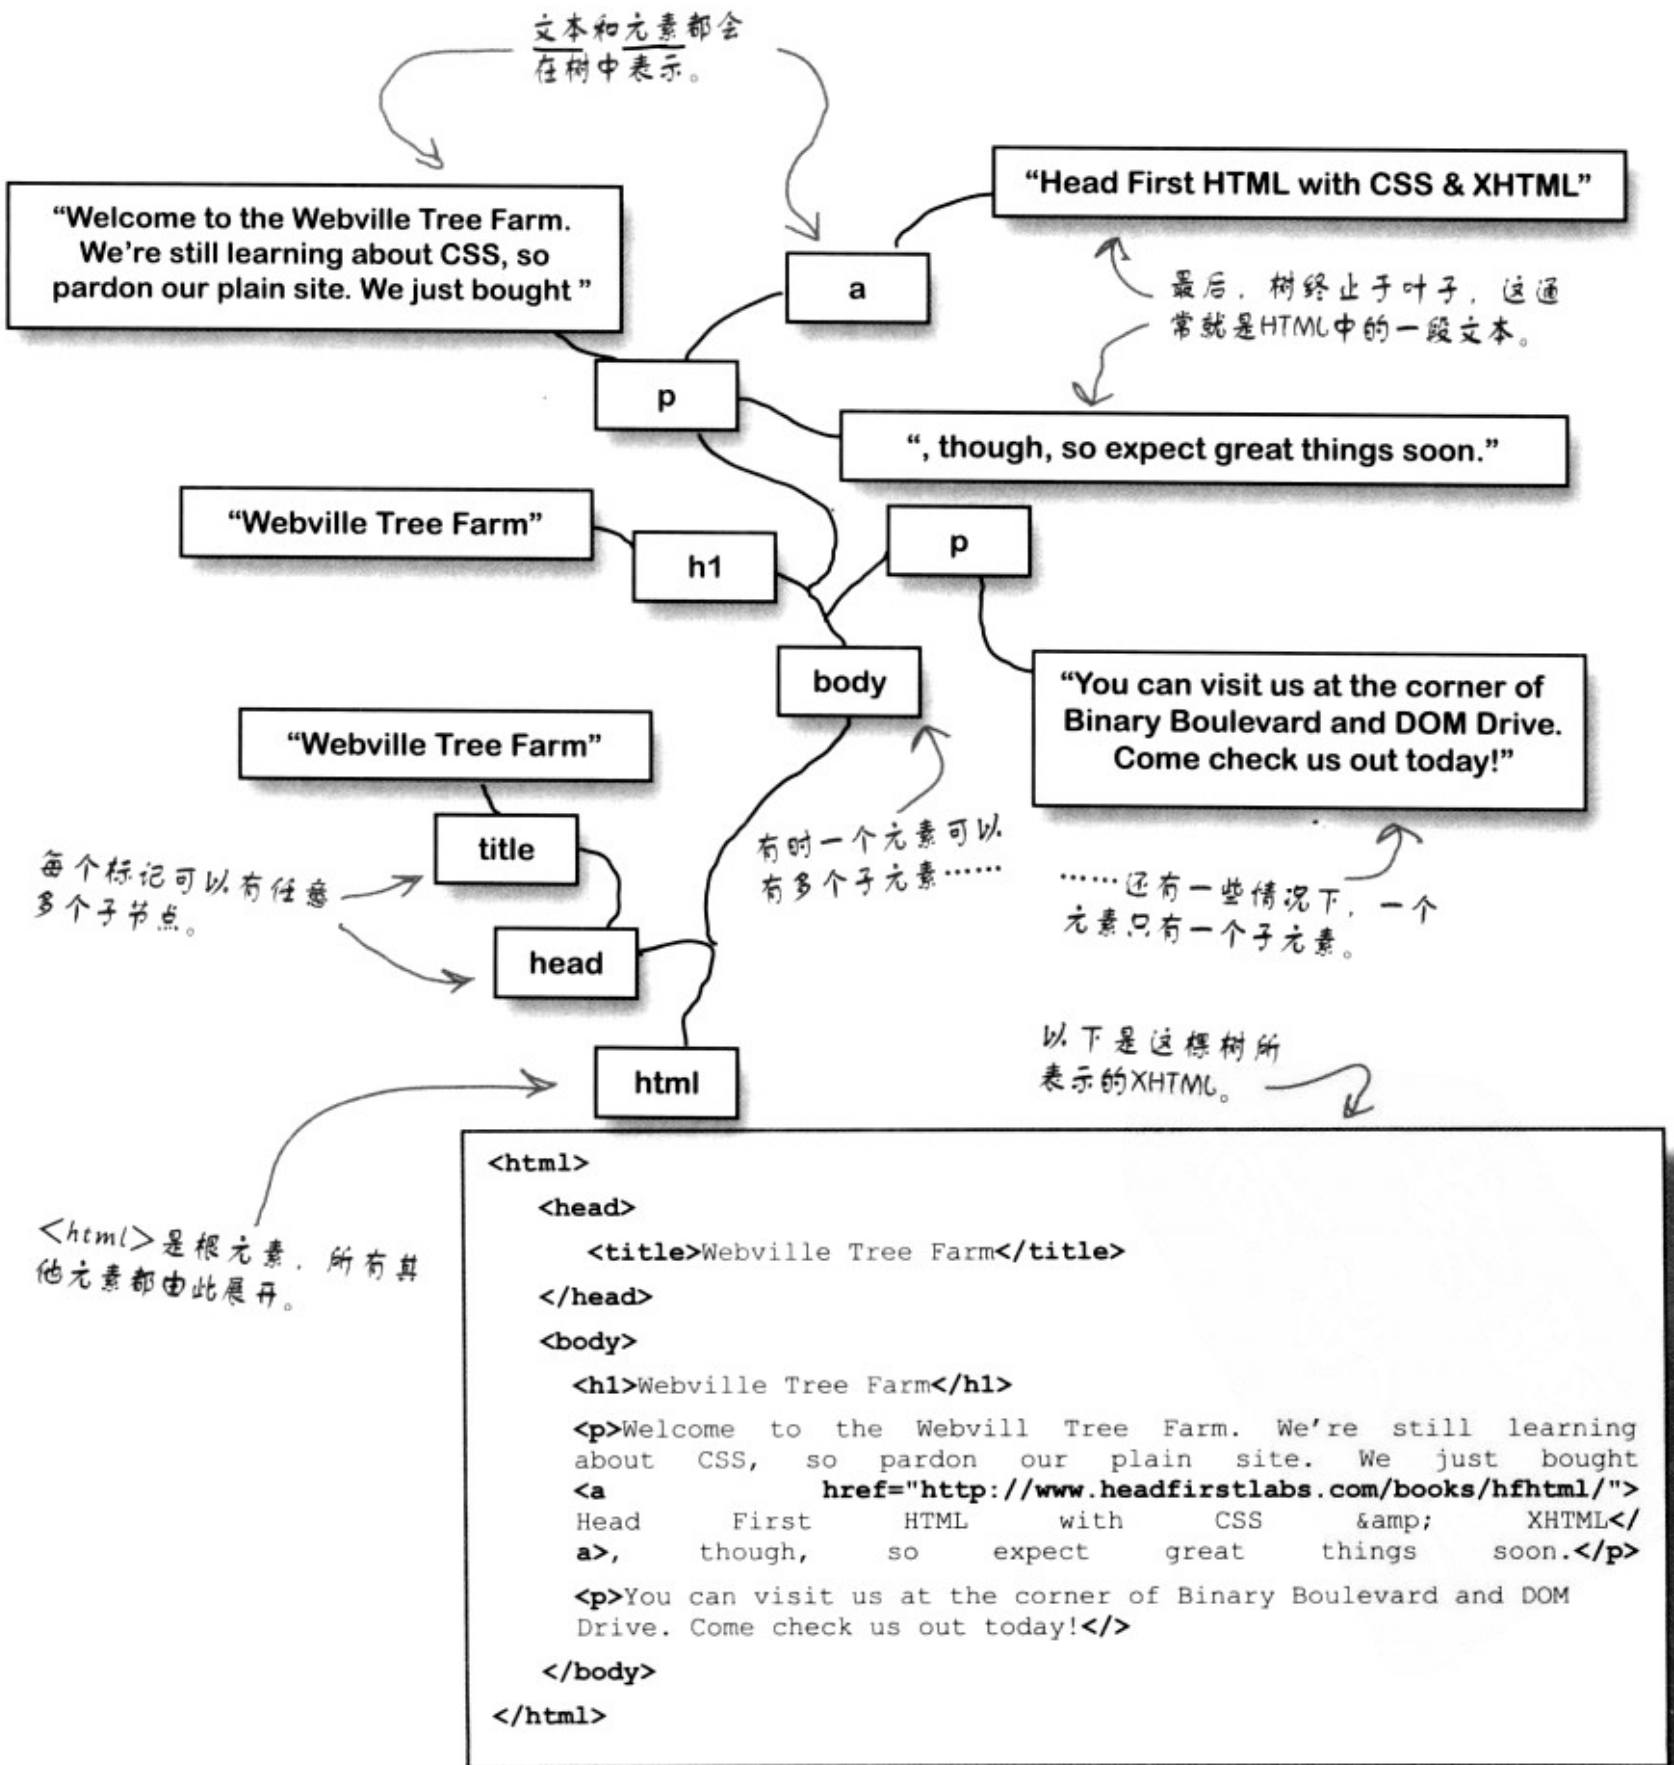 文本和元素都会
在树中表示。
“Head First HTML with CSS & XHTML”
“Welcome to the Webville Tree Farm.
We're still learning about CSS, so
pardon our plain site. We just bought ”
a
最后，树终止于叶子，这通
常就是HTML中的一段文本。
p
“, though, so expect great things soon.”
“Webville Tree Farm”
h1
p
body
“You can visit us at the corner of
Binary Boulevard and DOM Drive.
Come check us out today!”
“Webville Tree Farm”
title
有时一个元素可以
有多个子元素……
每个标记可以有任意
多个子节点。
……还有一些情况下，一个
元素只有一个子元素。
head
以下是这棵树所
表示的XHTML。
html
<html>是根元素，所有其
他元素都由此展开。
<html>
<head>
<title>Webville Tree Farm</title>
</head>
<body>
<h1>Webville Tree Farm</h1>
<p>Welcome to the Webvill Tree Farm. We're still learning
about CSS, so pardon our plain site. We just bought
<a href="http://www.headfirstlabs.com/books/hfhtml/">
Head First HTML with CSS &amp; XHTML</
a>, though, so expect great things soon.</p>
<p>You can visit us at the corner of Binary Boulevard and DOM
Drive. Come check us out today!</>
</body>
</html>